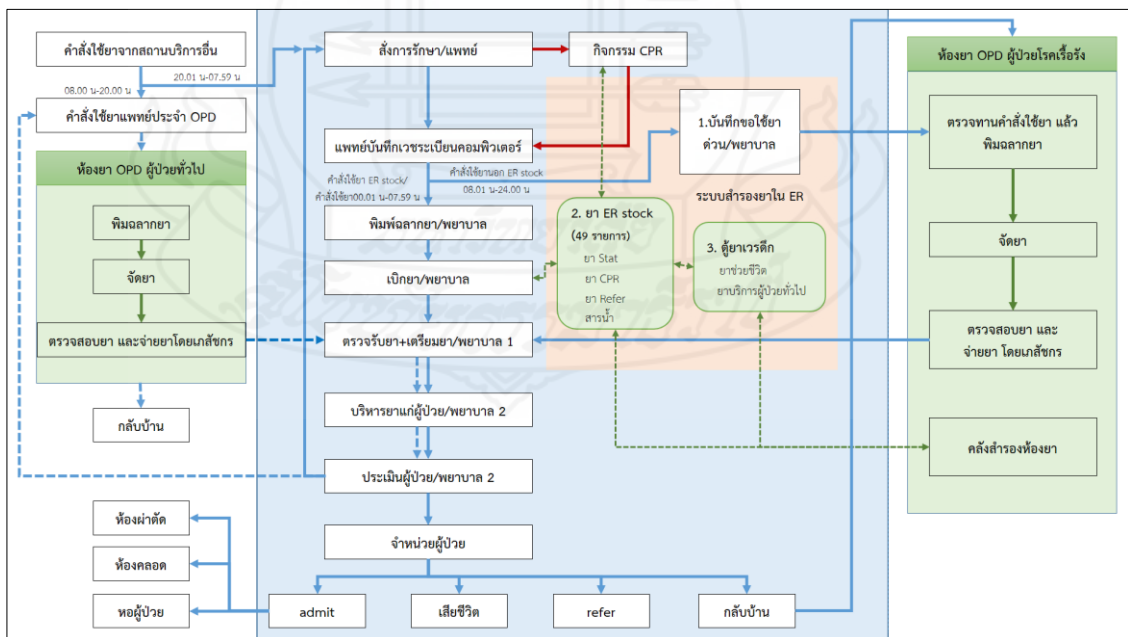 คำสั่งใช้ยาจากสถานบริการอื่น
20.01 น-07.59 น
08.00 น-20.00 น
คำสั่งใช้ยาแพทย์ประจำ OPD
ห้องยา OPD ผู้ป่วยทั่วไป
พิมฉลากยา
จัดยา
ตรวจสอบยา และจ่ายยาโดยเภสัชกร
กลับบ้าน
ห้องผ่าตัด
ห้องคลอด
หอผู้ป่วย
สั่งการรักษา/แพทย์
กิจกรรม CPR
แพทย์บันทึกเวชระเบียนคอมพิวเตอร์
คำสั่งใช้ยา ER stock/
คำสั่งใช้ยา00.01 น-07.59 น
คำสั่งใช้ยานอก ER stock
08.01 น-24.00 น
พิมพ์ฉลากยา/พยาบาล
เบิกยา/พยาบาล
ตรวจรับยา+เตรียมยา/พยาบาล 1
บริหารยาแก่ผู้ป่วย/พยาบาล 2
ประเมินผู้ป่วย/พยาบาล 2
จำหน่วยผู้ป่วย
admit
เสียชีวิต
refer
กลับบ้าน
1.บันทึกขอใช้ยา
ด่วน/พยาบาล
ระบบสำรองยาใน ER
2. ยา ER stock
(49 รายการ)
ยา Stat
ยา CPR
ยา Refer
สารน้ำ
3. ตู้ยาเวรดึก
ยาช่วยชีวิต
ยาบริการผู้ป่วยทั่วไป
ห้องยา OPD ผู้ป่วยโรคเรื้อรัง
ตรวจทานคำสั่งใช้ยา แล้ว
พิมฉลากยา
จัดยา
ตรวจสอบยา และ
จ่ายยา โดยเภสัชกร
คลังสำรองห้องยา